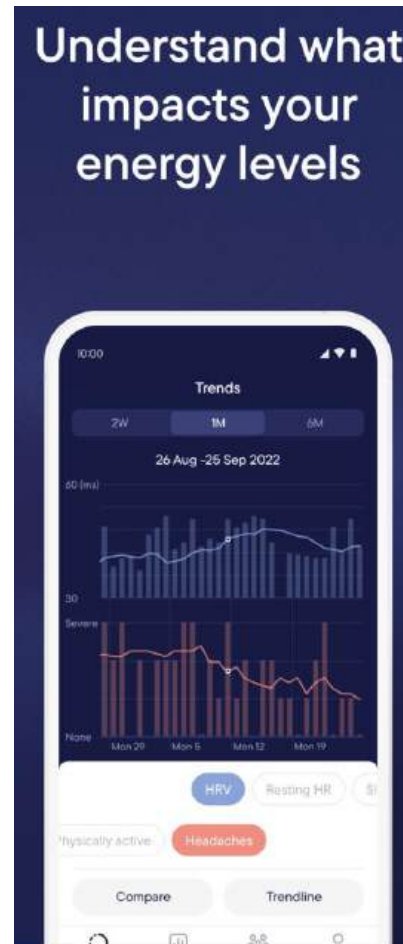 Understand what
impacts your
energy levels
10:00
Trends
2W 1M 6M
26 Aug -25 Sep 2022
60 (ms)
30
Severe
None
Mon 29 Mon 5 Mon 12 Mon 19
HRV Resting HR
Physically active Headaches
Compare Trendline